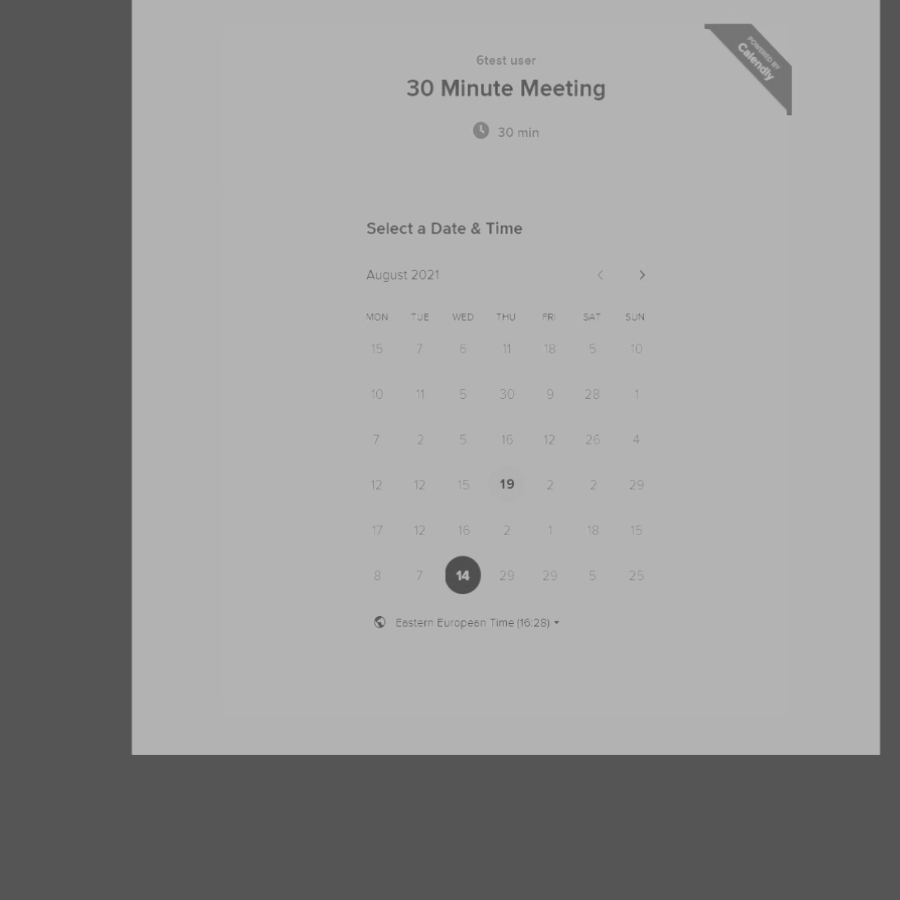 POWERED BY
Calendly
6test user
30 Minute Meeting
30 min
Select a Date & Time
August 2021
MON TUE WED THU FRI SAT SUN
15 7 6 11 18 5 10
10 11 5 30 9 28 1
7 2 5 16 12 26 4
12 12 15 19 2 2 29
17 12 16 2 1 18 15
8 7 14 29 29 5 25
Eastern European Time (16:28)